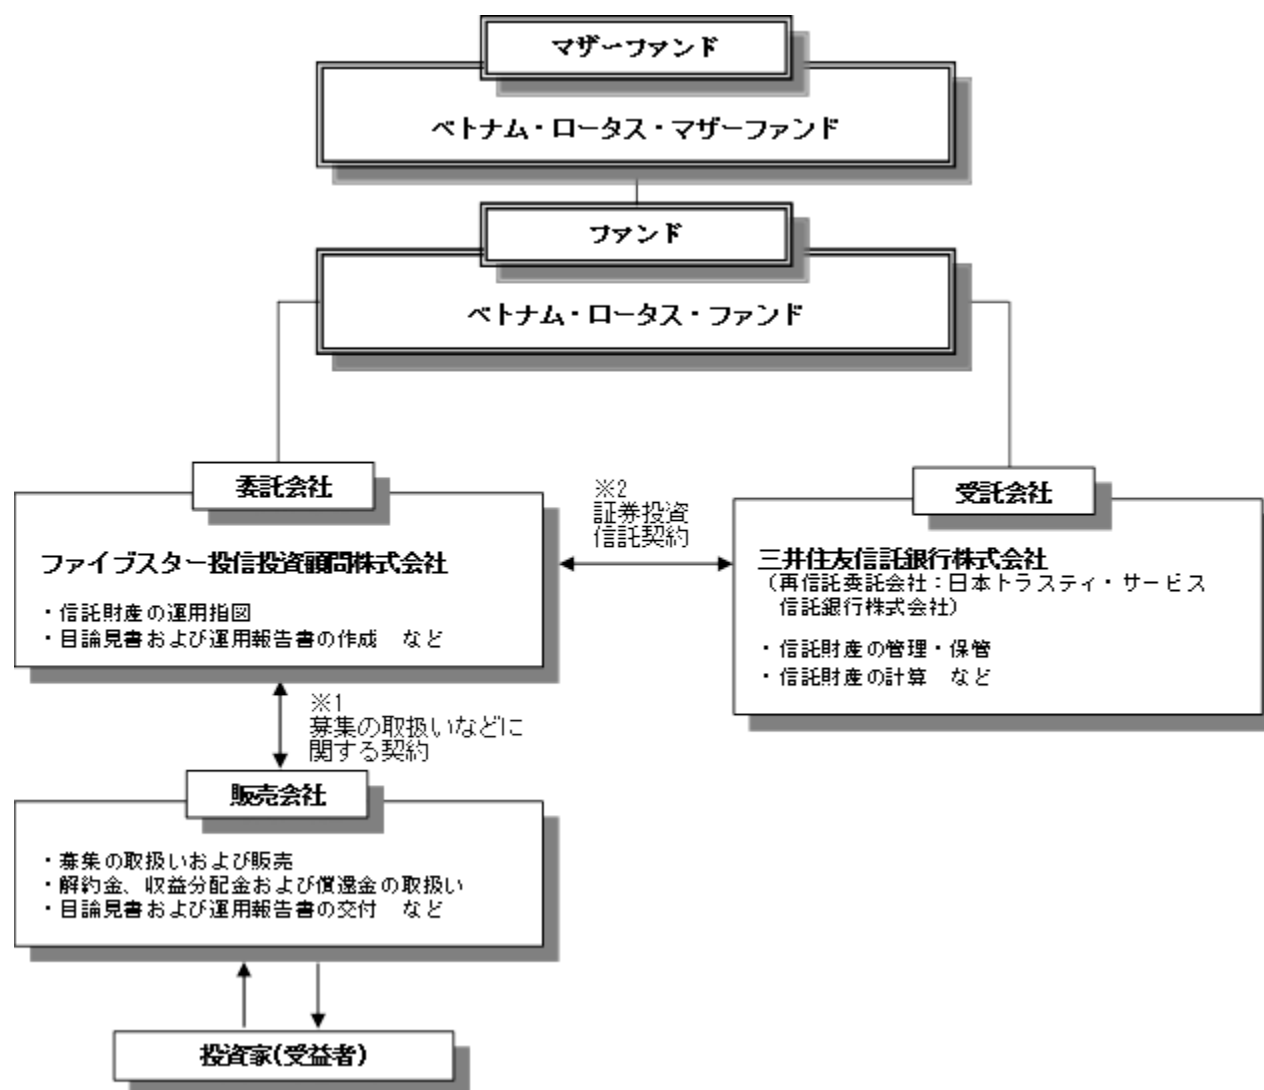 マザーファンド
ベトナム・ロータス・マザーファンド
ファンド
ベトナム・ロータス・ファンド
委託会社
ファイブスター投信投資顧問株式会社
・信託財産の運用指図
・目論見書および運用報告書の作成　など
※2
証券投資
信託契約
受託会社
三井住友信託銀行株式会社
（再信託委託会社：日本トラスティ・サービス
信託銀行株式会社）
・信託財産の管理・保管
・信託財産の計算　など
※1
募集の取扱いなどに
関する契約
販売会社
・募集の取扱いおよび販売
・解約金、収益分配金および償還金の取扱い
・目論見書および運用報告書の交付　など
投資家(受益者)